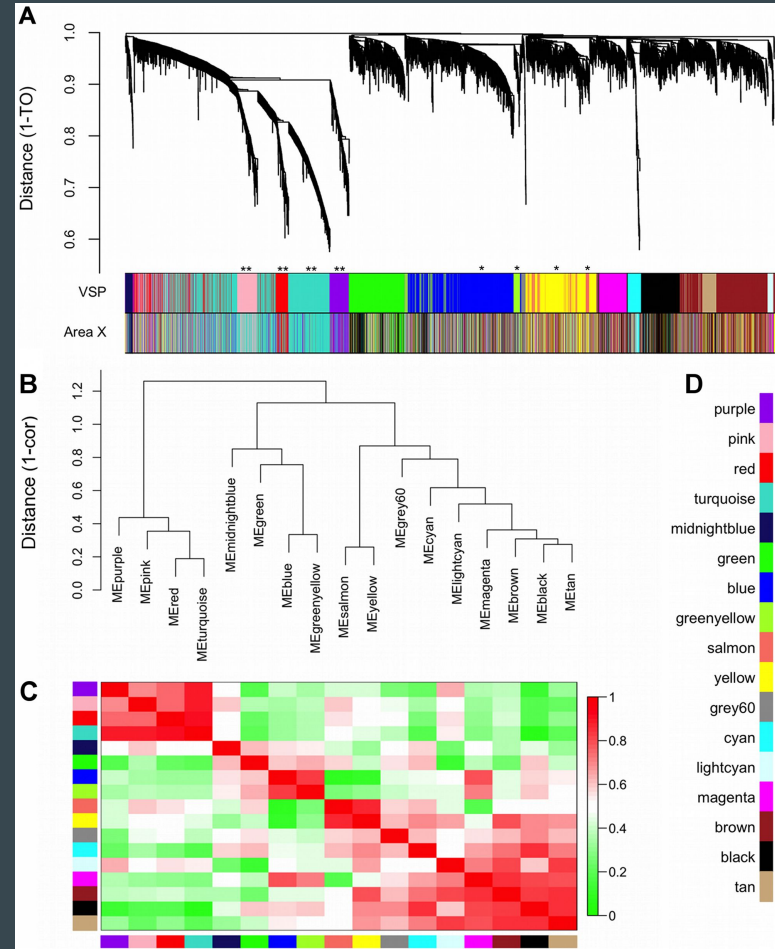 A
Distance (1-TO)
1.0
0.9
0.8
0.7
0.6
** ** ** ** * * * *
VSP
Area X
B
Distance (1-cor)
1.2
1.0
0.8
0.6
0.4
0.2
0.0
MEpurple
MEpink
MEred
MEturquoise
MEmidnightblue
MEgreen
MEblue
MEgreenyellow
MEsalmon
MEyellow
MEgrey60
MEcyan
MElightcyan
MEmagenta
MEbrown
MEblack
MEtan
C
1
0.8
0.6
0.4
0.2
0
D
purple
pink
red
turquoise
midnightblue
green
blue
greenyellow
salmon
yellow
grey60
cyan
lightcyan
magenta
brown
black
tan